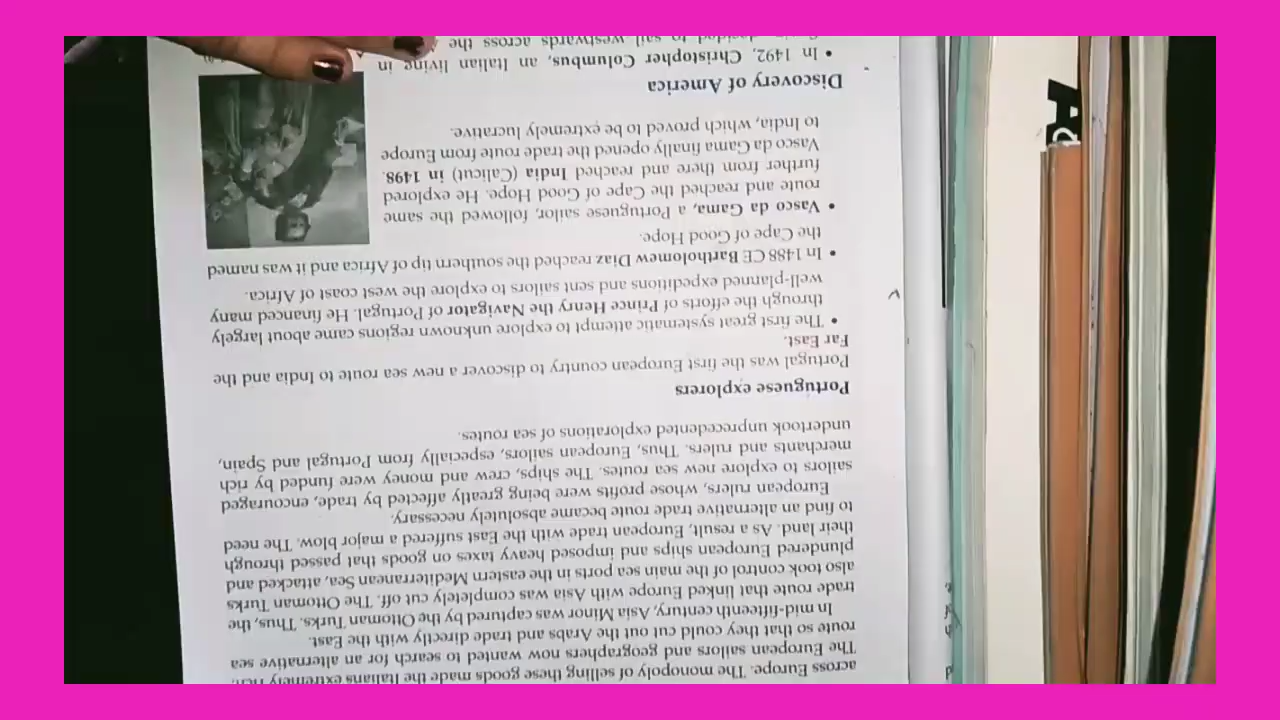 across Europe. The monopoly of selling these goods made the Italians extremely rich.
The European sailors and geographers now wanted to search for an alternative sea
route so that they could cut out the Arabs and trade directly with the East.
In mid-fifteenth century, Asia Minor was captured by the Ottoman Turks. Thus, the
trade route that linked Europe with Asia was completely cut off. The Ottoman Turks
also took control of the main sea ports in the eastern Mediterranean Sea, attacked and
plundered European ships and imposed heavy taxes on goods that passed through
their land. As a result, European trade with the East suffered a major blow. The need
to find an alternative trade route became absolutely necessary.
European rulers, whose profits were being greatly affected by trade, encouraged
sailors to explore new sea routes. The ships, crew and money were funded by rich
merchants and rulers. Thus, European sailors, especially from Portugal and Spain,
undertook unprecedented explorations of sea routes.
Portuguese explorers
Portugal was the first European country to discover a new sea route to India and the
Far East.
• The first great systematic attempt to explore unknown regions came about largely
through the efforts of Prince Henry the Navigator of Portugal. He financed many
well-planned expeditions and sent sailors to explore the west coast of Africa.
• In 1488 CE Bartholomew Diaz reached the southern tip of Africa and it was named
the Cape of Good Hope.
• Vasco da Gama, a Portuguese sailor, followed the same
route and reached the Cape of Good Hope. He explored
further from there and reached India (Calicut) in 1498.
Vasco da Gama finally opened the trade route from Europe
to India, which proved to be extremely lucrative.
Discovery of America
• In 1492, Christopher Columbus, an Italian living in
decided to sail westwards across the